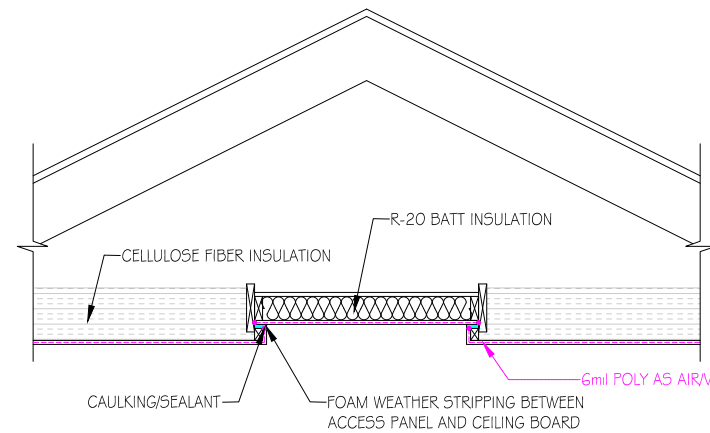 R-20 BATT INSULATION
CELLULOSE FIBER INSULATION
6mil POLY AS AIR/V
CAULKING/SEALANT
FOAM WEATHER STRIPPING BETWEEN
ACCESS PANEL AND CEILING BOARD